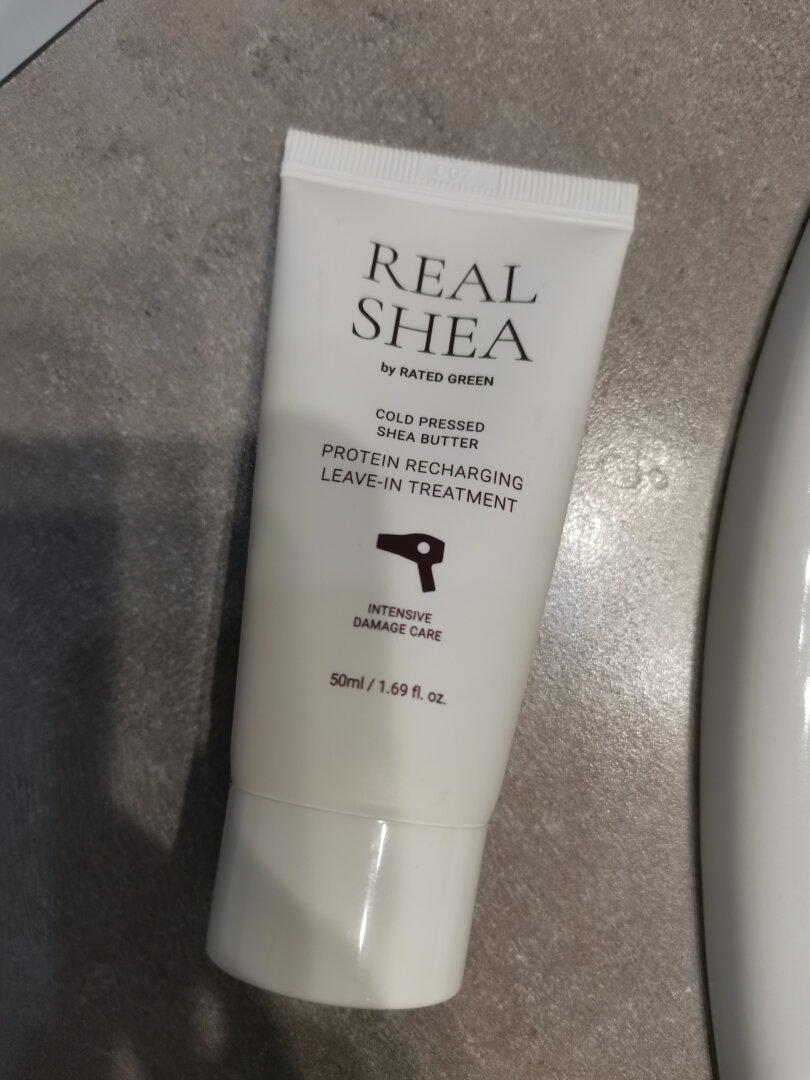 REAL
SHEA
by RATED GREEN
COLD PRESSED
SHEA BUTTER
PROTEIN RECHARGING
LEAVE-IN TREATMENT
INTENSIVE
DAMAGE CARE
50ml / 1.69 fl. oz.